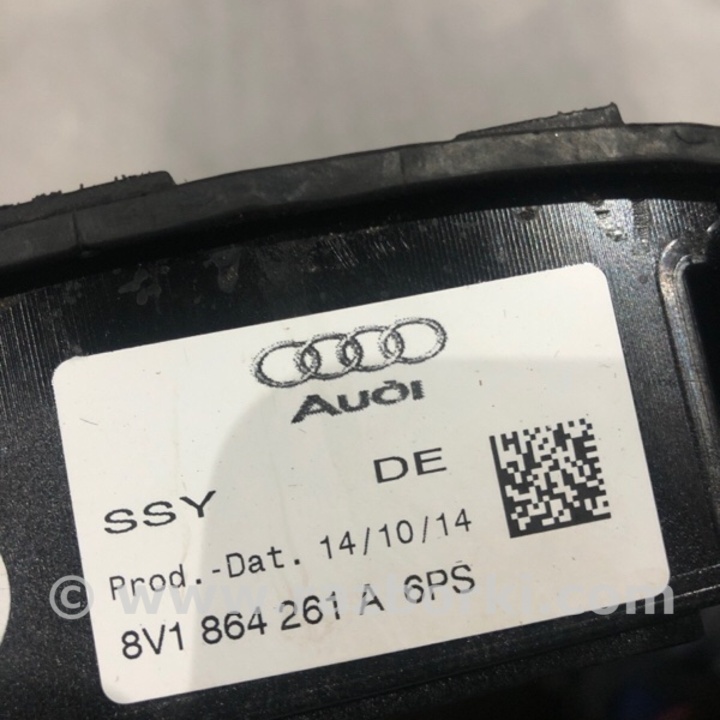 Audi
SSY DE
Prod.-Dat. 14/10/14
8V1 864 261 A 6PS